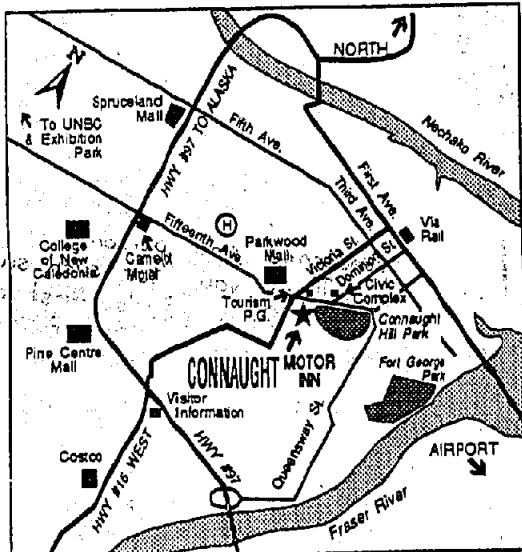 NORTH
N
Spruceland
Mall
To UNBC
& Exhibition
Park
HWY #97 TO ALASKA
Fifth Ave.
Nechako River
First Ave.
Third Ave.
Via
Rail
Fifteenth Ave.
H
College
of New
Caledonia
Camelot
Motel
Parkwood
Mall
Victoria St.
Dominion St.
Civic
Complex
Tourism
P.G.
Connaught
Hill Park
Pine Centre
Mall
CONNAUGHT MOTOR
INN
Fort George
Park
Visitor
Information
Queensway St.
HWY #97
Costco
HWY #16 WEST
AIRPORT
Fraser River